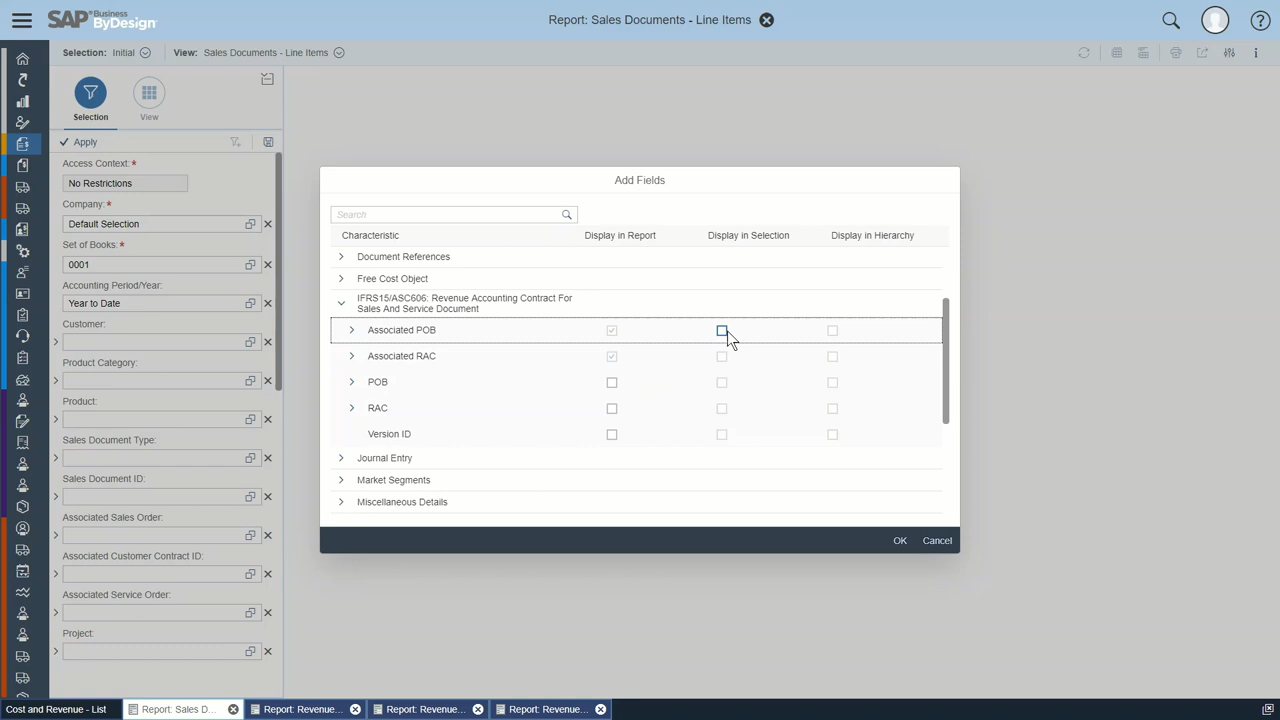 SAP Business ByDesign
Report: Sales Documents - Line Items
Selection: Initial
View: Sales Documents - Line Items
Selection
View
Apply
Access Context: *
No Restrictions
Company: *
Default Selection
Set of Books: *
0001
Accounting Period/Year:
Year to Date
Customer:
Product Category:
Product:
Sales Document Type:
Sales Document ID:
Associated Sales Order:
Associated Customer Contract ID:
Associated Service Order:
Project:
Add Fields
Search
Characteristic
Display in Report
Display in Selection
Display in Hierarchy
Document References
Free Cost Object
IFRS15/ASC606: Revenue Accounting Contract For
Sales And Service Document
Associated POB
Associated RAC
POB
RAC
Version ID
Journal Entry
Market Segments
Miscellaneous Details
OK
Cancel
Cost and Revenue - List
Report: Sales D...
Report: Revenue...
Report: Revenue...
Report: Revenue...